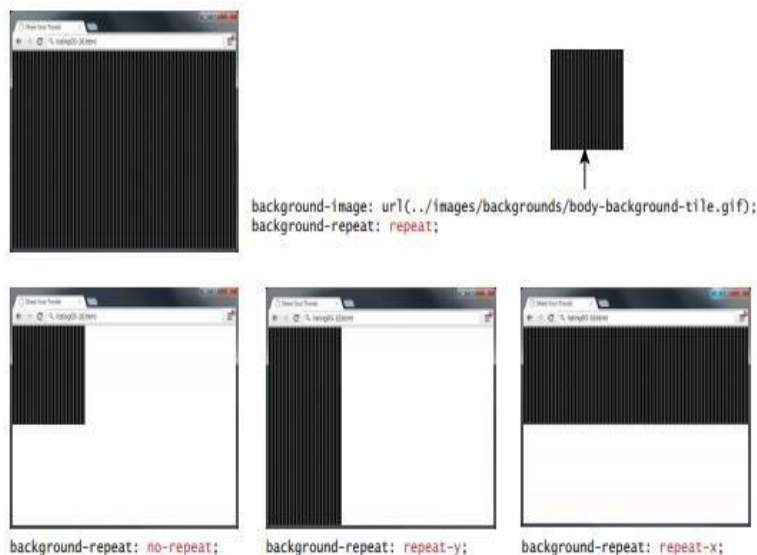 background-image: url(../images/backgrounds/body-background-tile.gif);
background-repeat: repeat;
background-repeat: no-repeat;
background-repeat: repeat-y;
background-repeat: repeat-x;